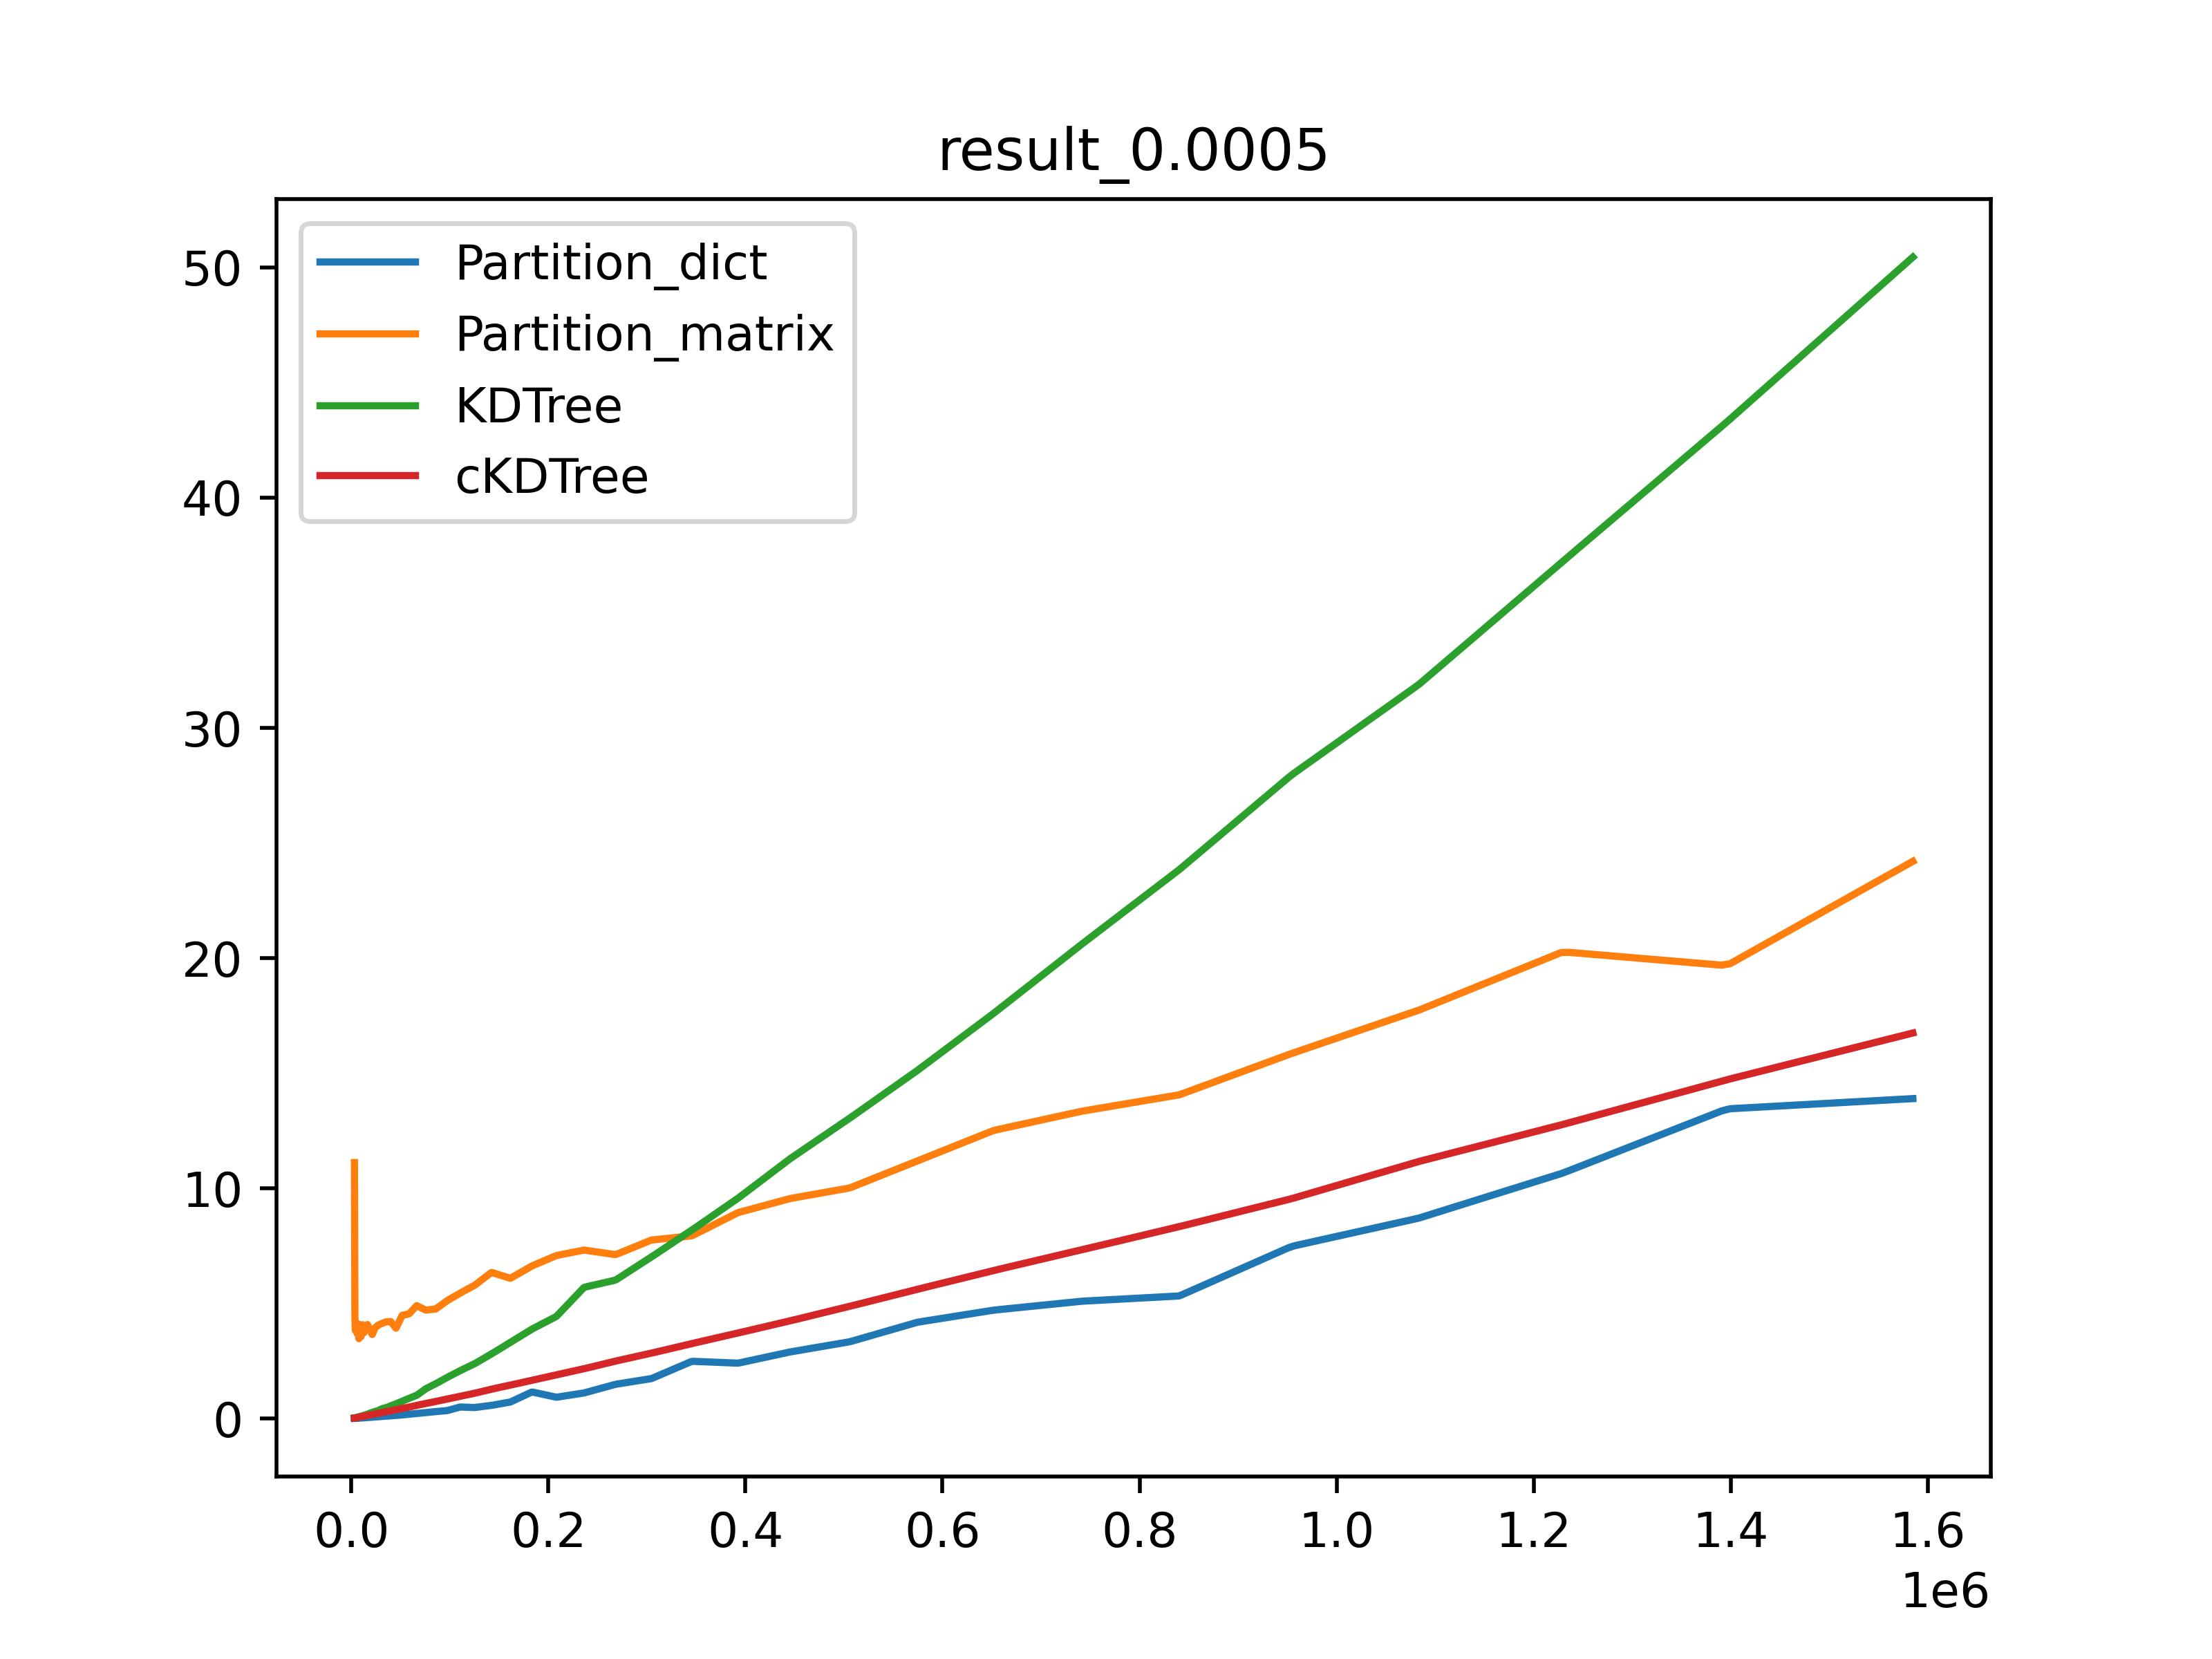 result_0.0005
Partition_dict
Partition_matrix
KDTree
cKDTree
50
40
30
20
10
0
0.0 0.2 0.4 0.6 0.8 1.0 1.2 1.4 1.6
1e6